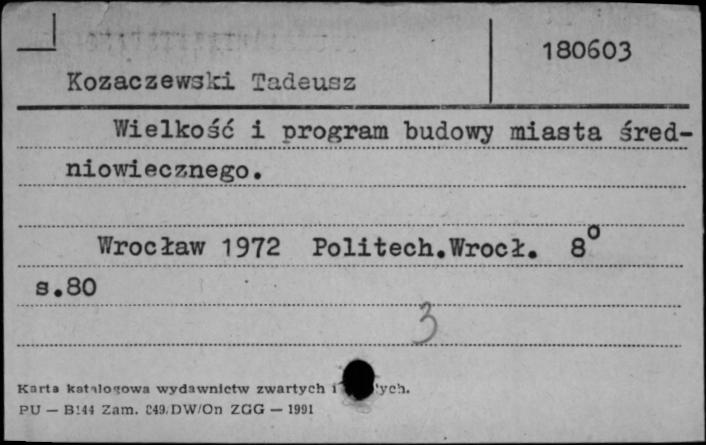 180603
Kozaczewski Tadeusz
Wielkość i program budowy miasta śred-
niowiecznego.
Wrocław 1972 Politech.Wrocł. 8⁰
s.80
3
Karta katalogowa wydawnictw zwartych i
PU — B144 Zam. 249/DW/On ZGG — 1991